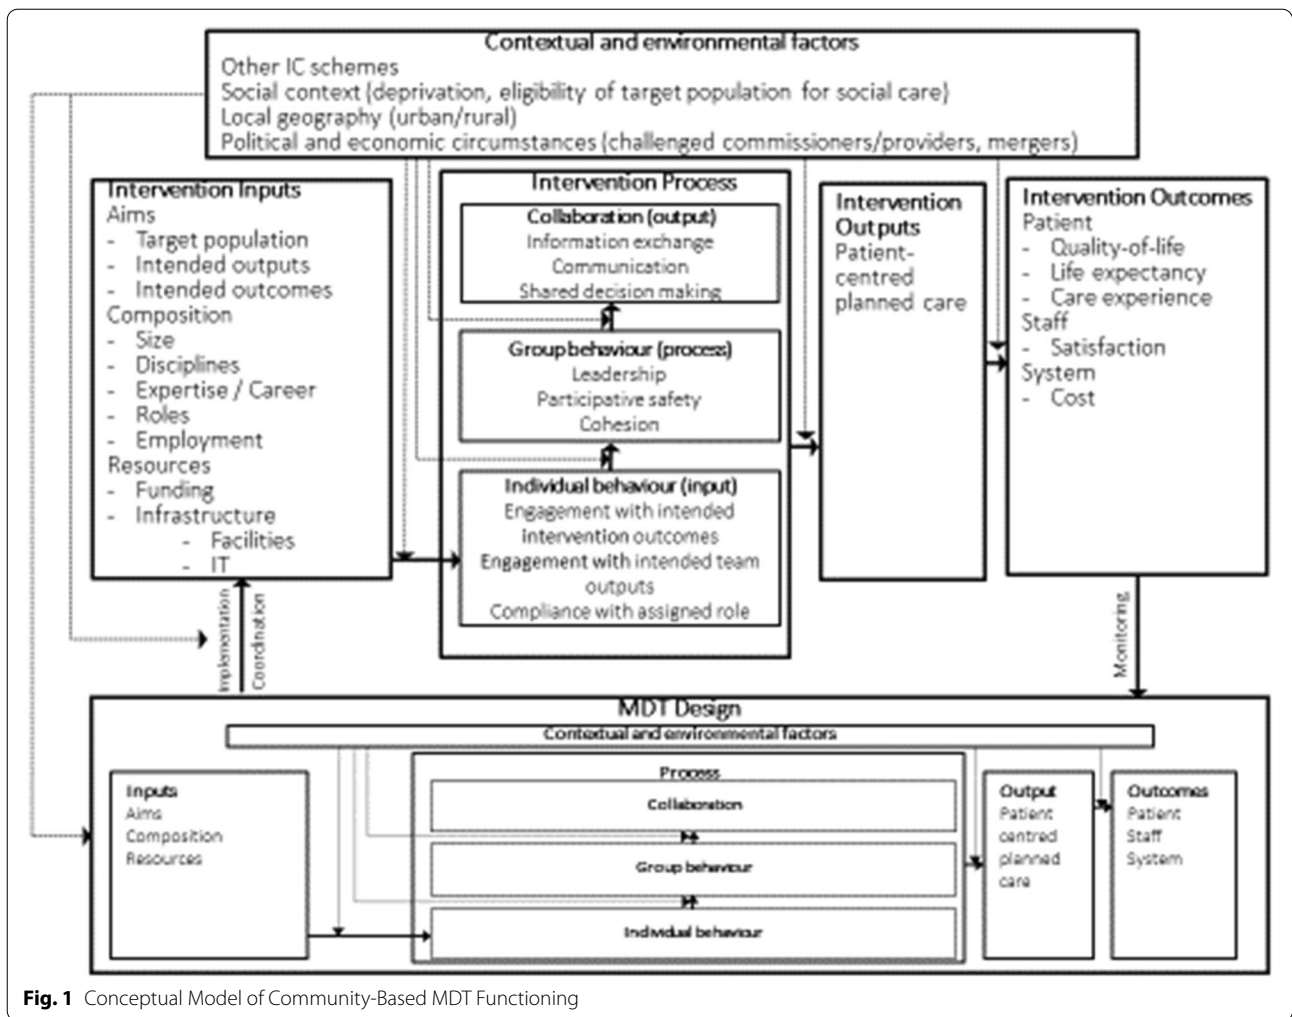 Contextual and environmental factors
Other IC schemes
Social context (deprivation, eligibility of target population for social care)
Local geography (urban/rural)
Political and economic circumstances (challenged commissioners/providers, mergers)
Intervention Inputs
Aims
- Target population
- Intended outputs
- Intended outcomes
Composition
- Size
- Disciplines
- Expertise / Career
- Roles
- Employment
Resources
- Funding
- Infrastructure
- Facilities
- IT
Intervention Process
Collaboration (output)
Information exchange
Communication
Shared decision making
Group behaviour (process)
Leadership
Participative safety
Cohesion
Individual behaviour (input)
Engagement with intended
intervention outcomes
Engagement with intended team
outputs
Compliance with assigned role
Intervention
Outputs
Patient-
centred
planned care
Intervention Outcomes
Patient
- Quality-of-life
- Life expectancy
- Care experience
Staff
- Satisfaction
System
- Cost
Implementation
Coordination
Monitoring
MDT Design
Contextual and environmental factors
Inputs
Aims
Composition
Resources
Process
Collaboration
Group behaviour
Individual behaviour
Output
Patient
centred
planned
care
Outcomes
Patient
Staff
System
Fig. 1 Conceptual Model of Community-Based MDT Functioning